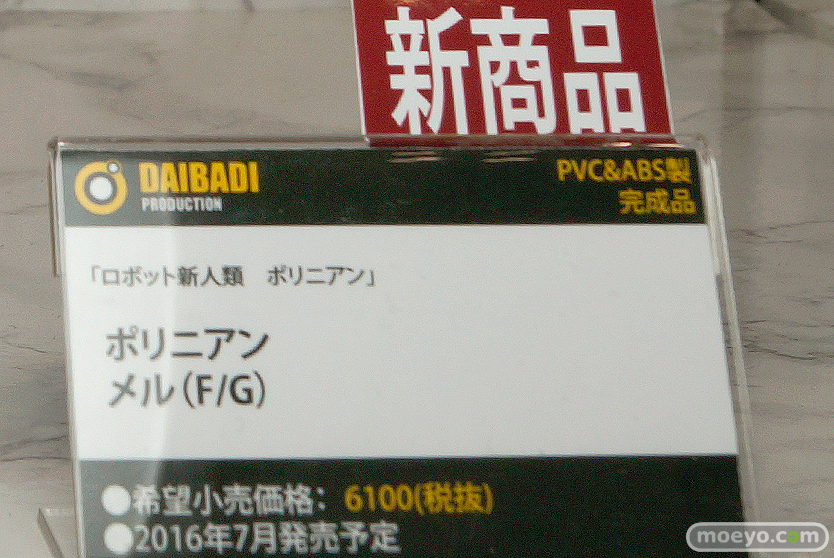 新商品
DAIBADI
PRODUCTION
PVC&ABS製
完成品
「ロボット新人類　ポリニアン」
ポリニアン
メル（F/G）
●希望小売価格：6100(税抜)
●2016年7月発売予定
moeyo.com